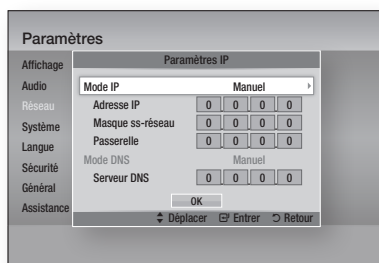 Paramètres
Affichage
Audio
Réseau
Système
Langue
Sécurité
Général
Assistance
Paramètres IP
Mode IP Manuel
Adresse IP 0 0 0 0
Masque ss-réseau 0 0 0 0
Passerelle 0 0 0 0
Mode DNS Manuel
Serveur DNS 0 0 0 0
OK
Déplacer Entrer Retour